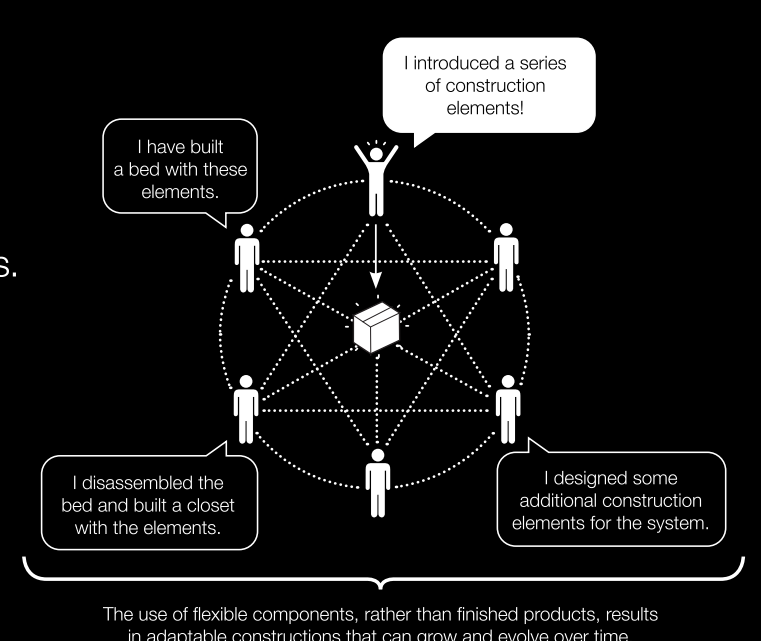 I introduced a series
of construction
elements!
I have built
a bed with these
elements.
s.
I disassembled the
bed and built a closet
with the elements.
I designed some
additional construction
elements for the system.
The use of flexible components, rather than finished products, results
in adaptable constructions that can grow and evolve over time